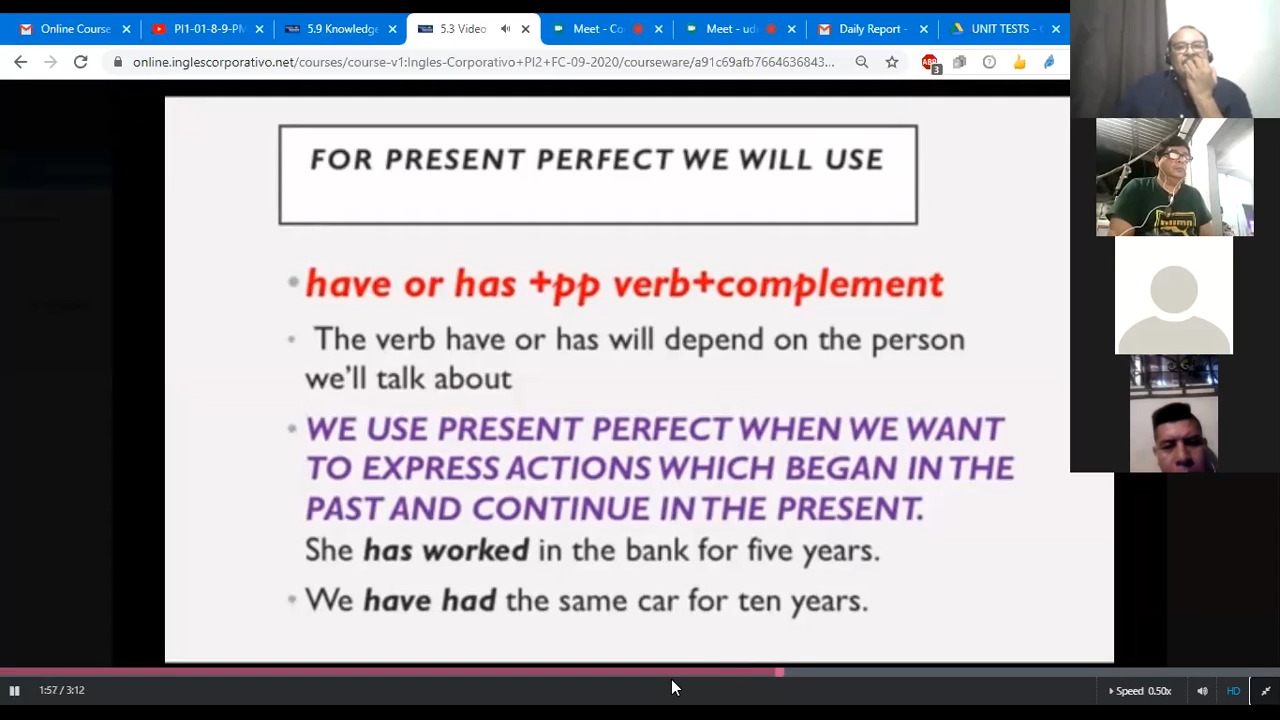 Online Course
PI1-01-8-9-PM
5.9 Knowledge
5.3 Video
Meet - Co
Meet - ud
Daily Report -
UNIT TESTS -
online.inglescorporativo.net/courses/course-v1:Ingles-Corporativo+PI2+FC-09-2020/courseware/a91c69afb7664636843...
ABP
3
FOR PRESENT PERFECT WE WILL USE
•have or has +pp verb+complement
• The verb have or has will depend on the person
we'll talk about
• WE USE PRESENT PERFECT WHEN WE WANT
TO EXPRESS ACTIONS WHICH BEGAN IN THE
PAST AND CONTINUE IN THE PRESENT.
She has worked in the bank for five years.
• We have had the same car for ten years.
PUMA
1:57 / 3:12
Speed 0.50x
HD